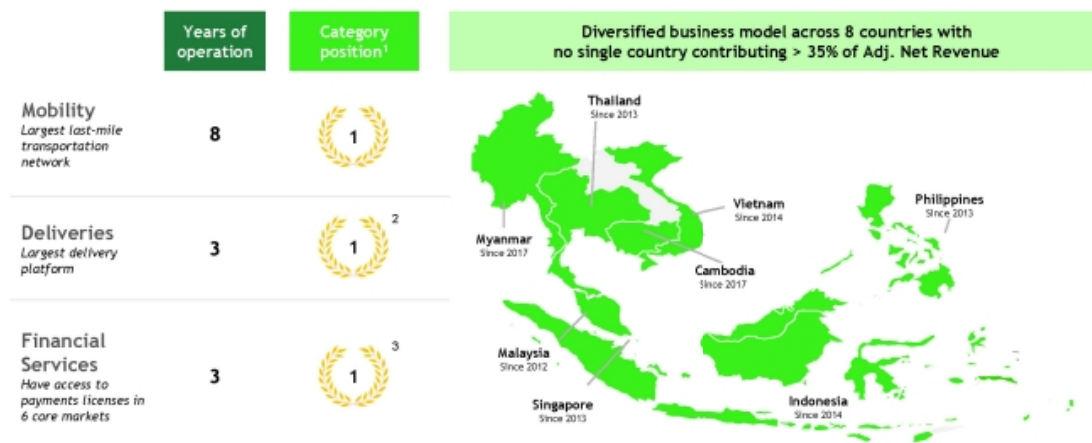 Years of
operation
Category
position¹
Diversified business model across 8 countries with
no single country contributing > 35% of Adj. Net Revenue
Mobility
Largest last-mile
transportation
network
8
1
Deliveries
Largest delivery
platform
3
1
2
Financial
Services
Have access to
payments licenses in
6 core markets
3
1
3
Thailand
Since 2013
Vietnam
Since 2014
Philippines
Since 2013
Myanmar
Since 2017
Cambodia
Since 2017
Malaysia
Since 2012
Singapore
Since 2013
Indonesia
Since 2014